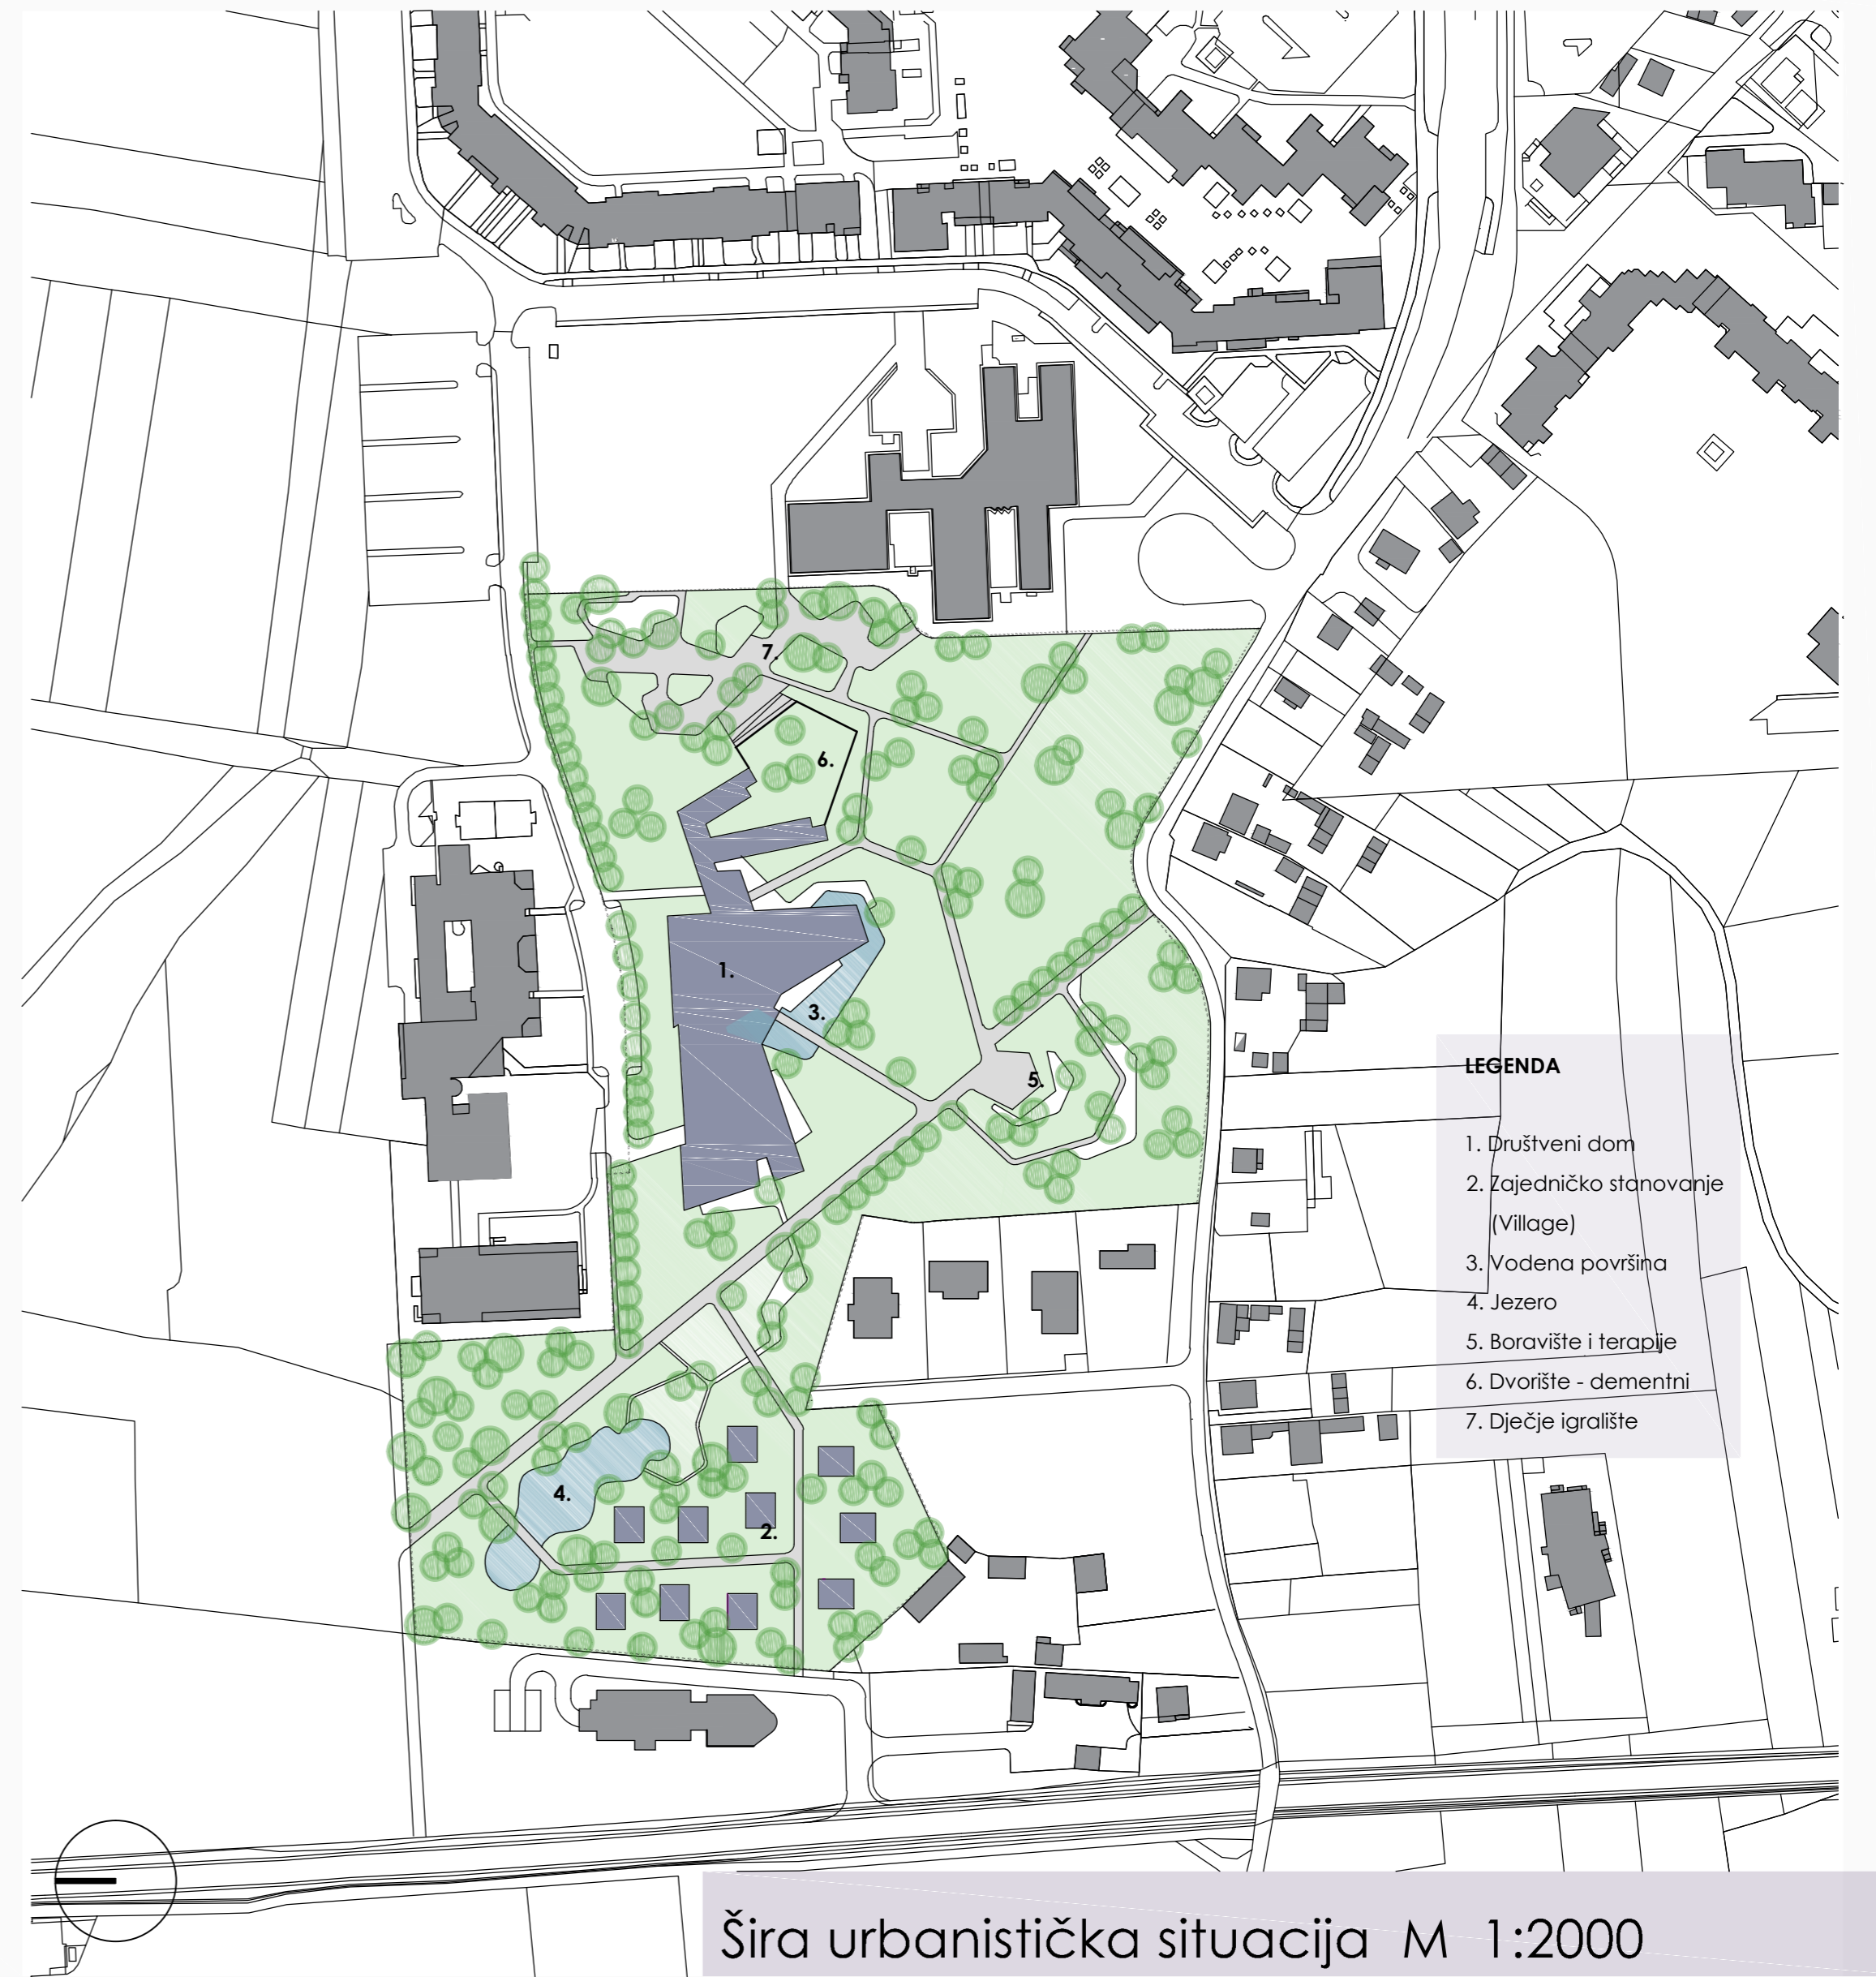 7.
6.
1.
3.
5.
4.
2.
LEGENDA
1. Društveni dom
2. Zajedničko stanovanje
(Village)
3. Vodena površina
4. Jezero
5. Boravište i terapije
6. Dvorište - dementni
7. Dječje igralište
Šira urbanistička situacija M 1:2000